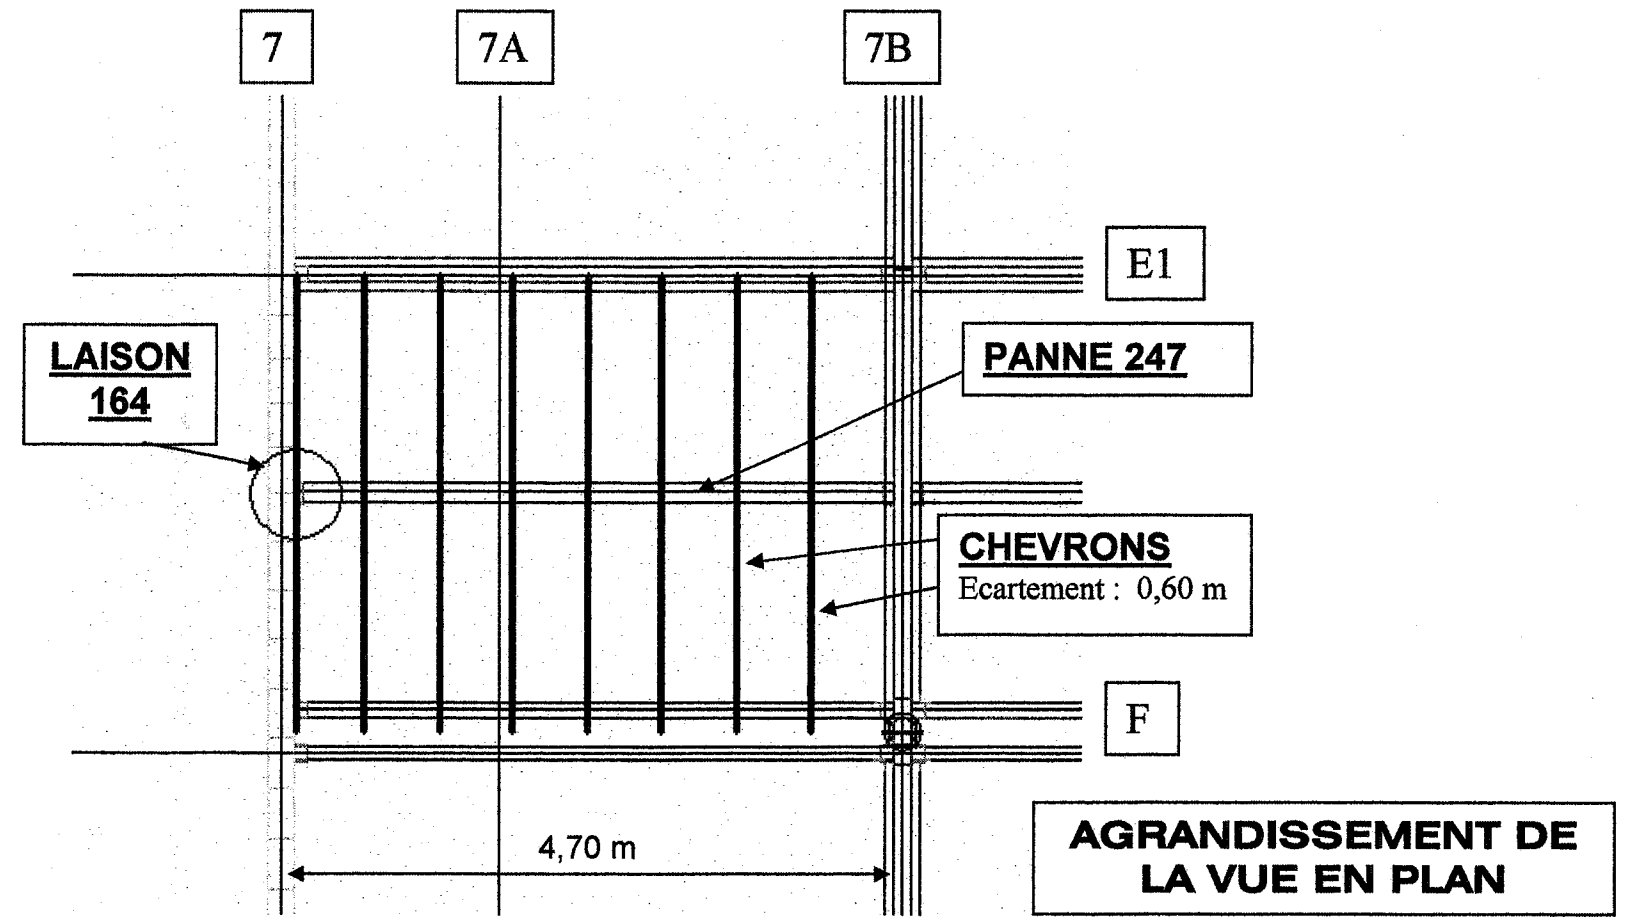 7
7A
7B
E1
LAISON
164
PANNE 247
CHEVRONS
Ecartement : 0,60 m
F
4,70 m
AGRANDISSEMENT DE
LA VUE EN PLAN